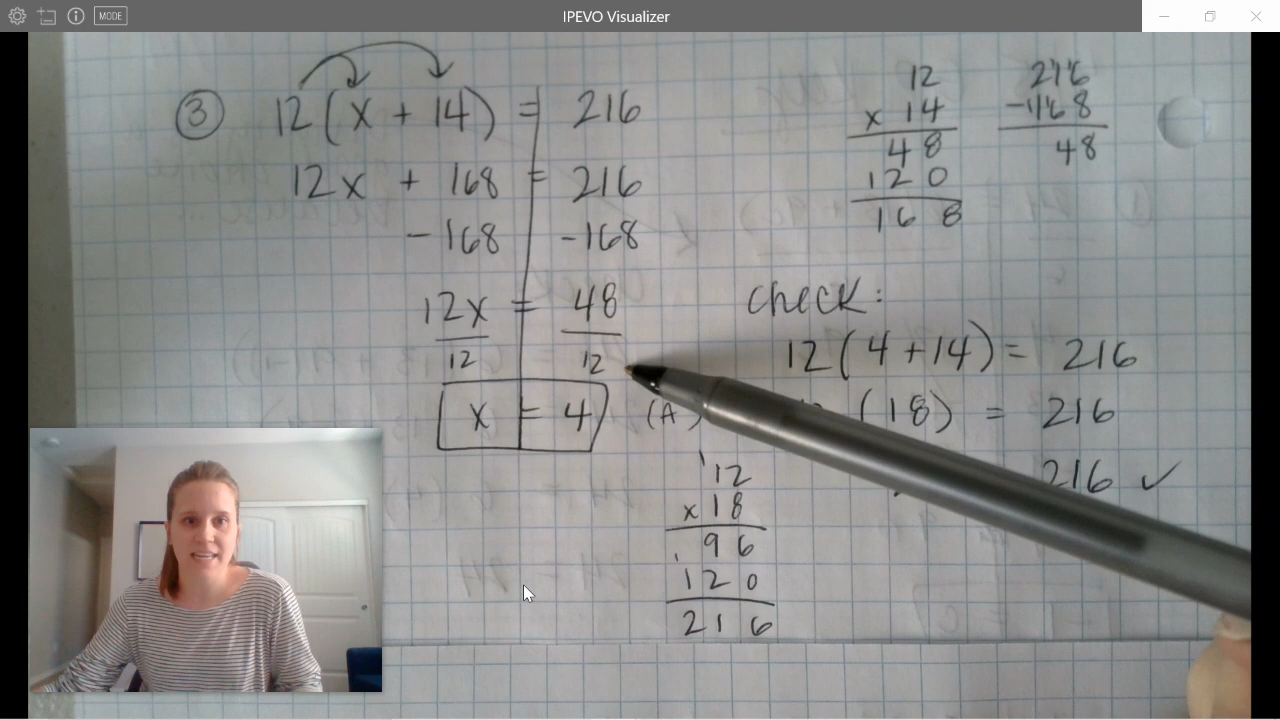 IPEVO Visualizer
MODE
③ 12(x + 14) = 216
12x + 168 = 216
- 168 -168
12x = 48
12 12
x = 4 (A)
12
x 14
48
120
168
216
-168
48
check:
12(4+14) = 216
(18) = 216
216 ✓
12
x 18
96
120
216